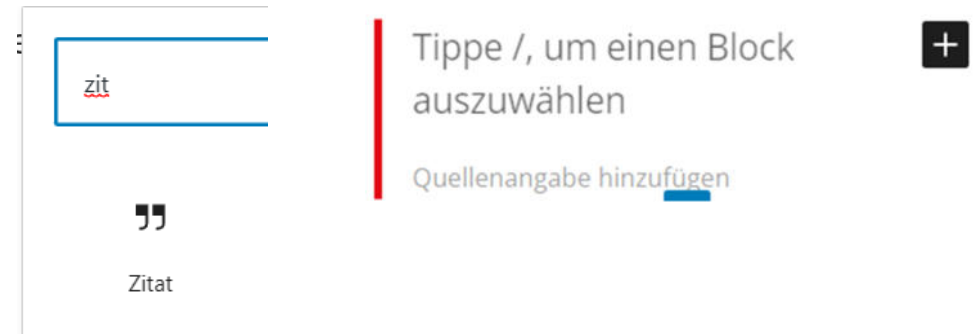 zit
Zitat
Tippe /, um einen Block
auszuwählen
Quellenangabe hinzufügen